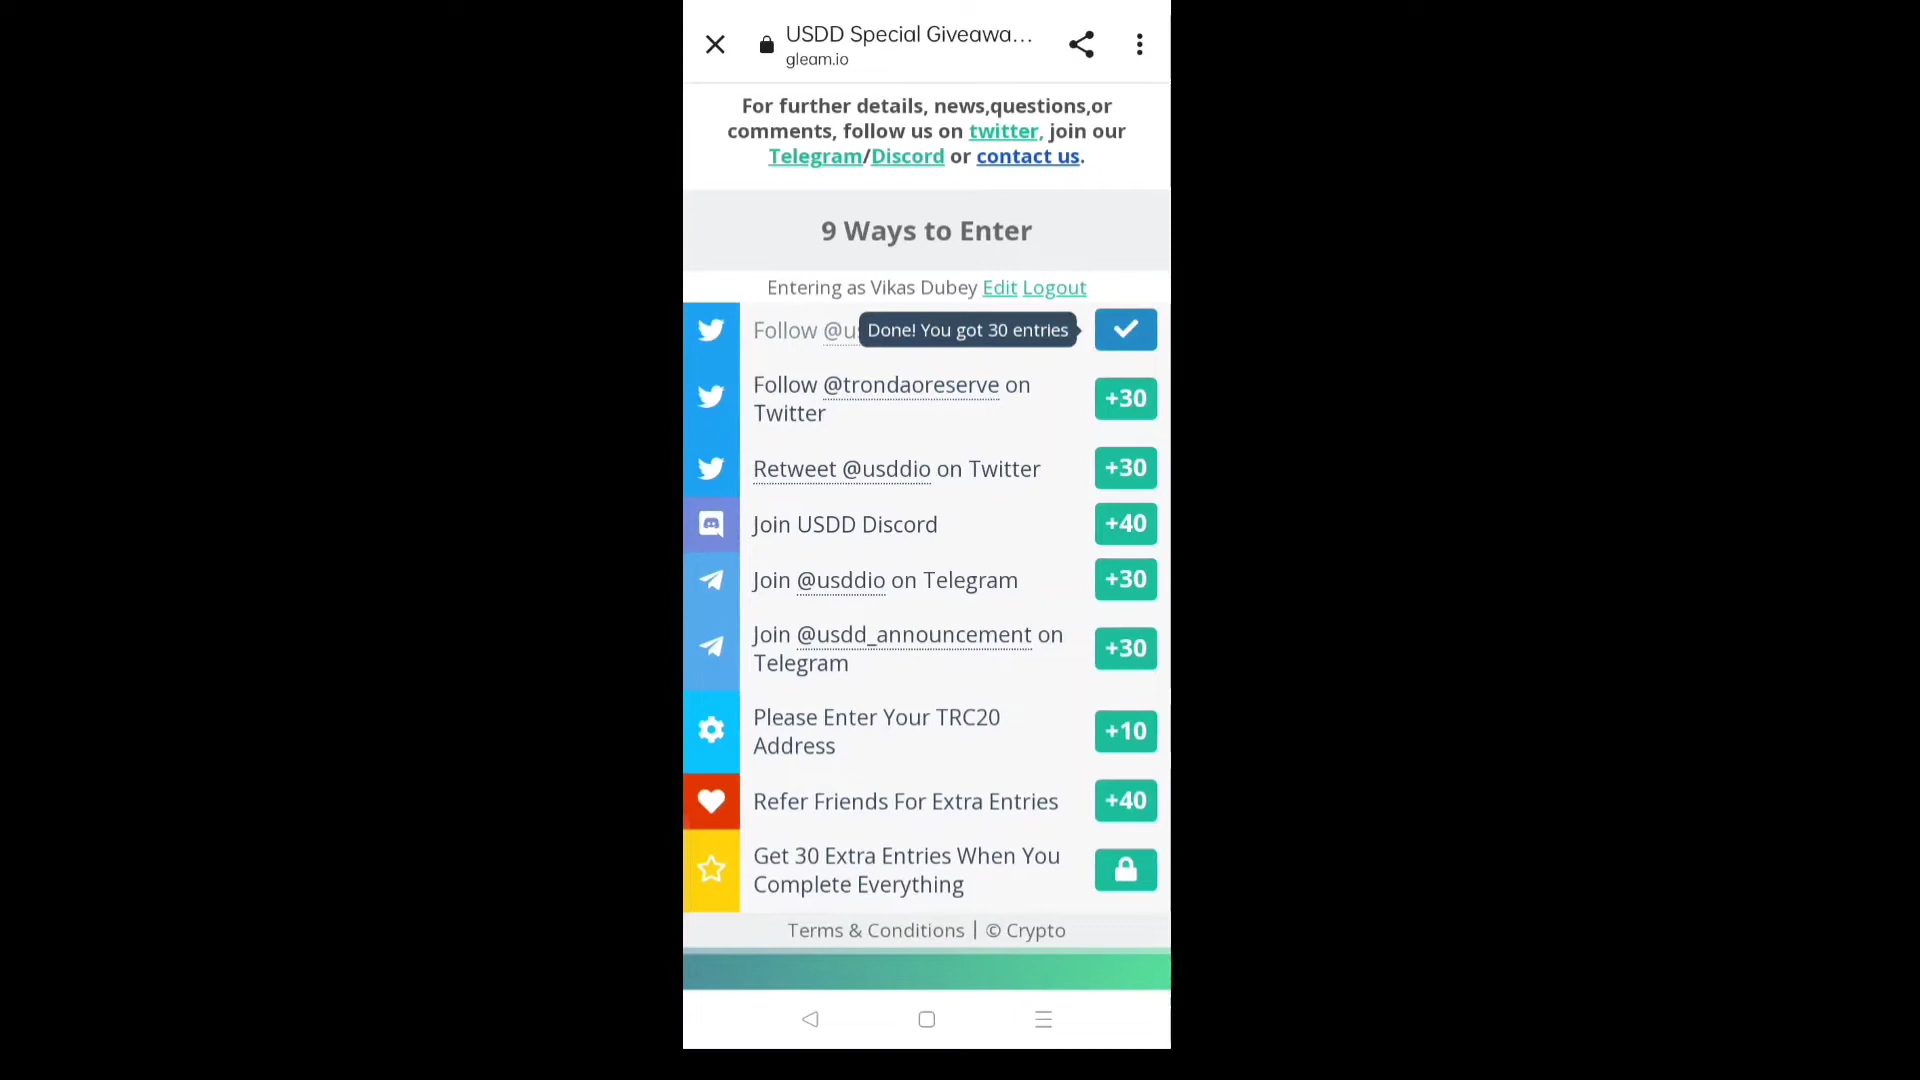 USDD Special Giveawa...
gleam.io
For further details, news,questions,or
comments, follow us on twitter, join our
Telegram/Discord or contact us.
9 Ways to Enter
Entering as Vikas Dubey Edit Logout
Follow @us
Done! You got 30 entries
Follow @trondaoreserve on
Twitter
+30
Retweet @usddio on Twitter
+30
Join USDD Discord
+40
Join @usddio on Telegram
+30
Join @usdd_announcement on
Telegram
+30
Please Enter Your TRC20
Address
+10
Refer Friends For Extra Entries
+40
Get 30 Extra Entries When You
Complete Everything
Terms & Conditions | © Crypto